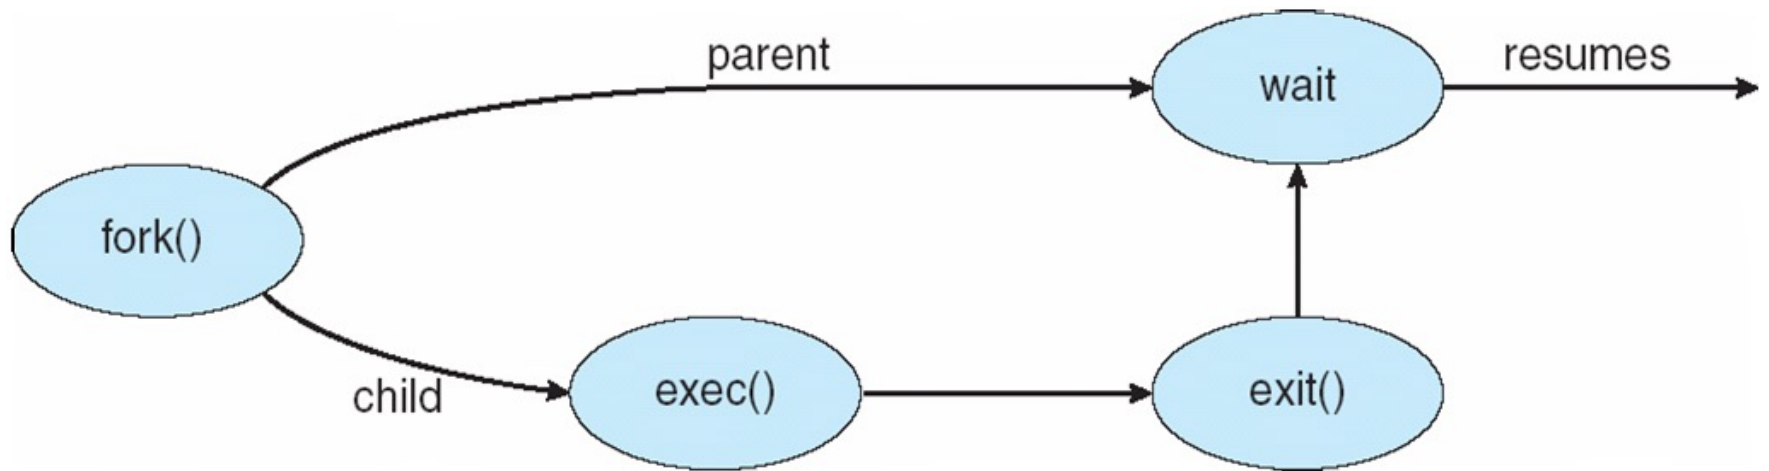 parent
wait
resumes
fork()
child
exec()
exit()